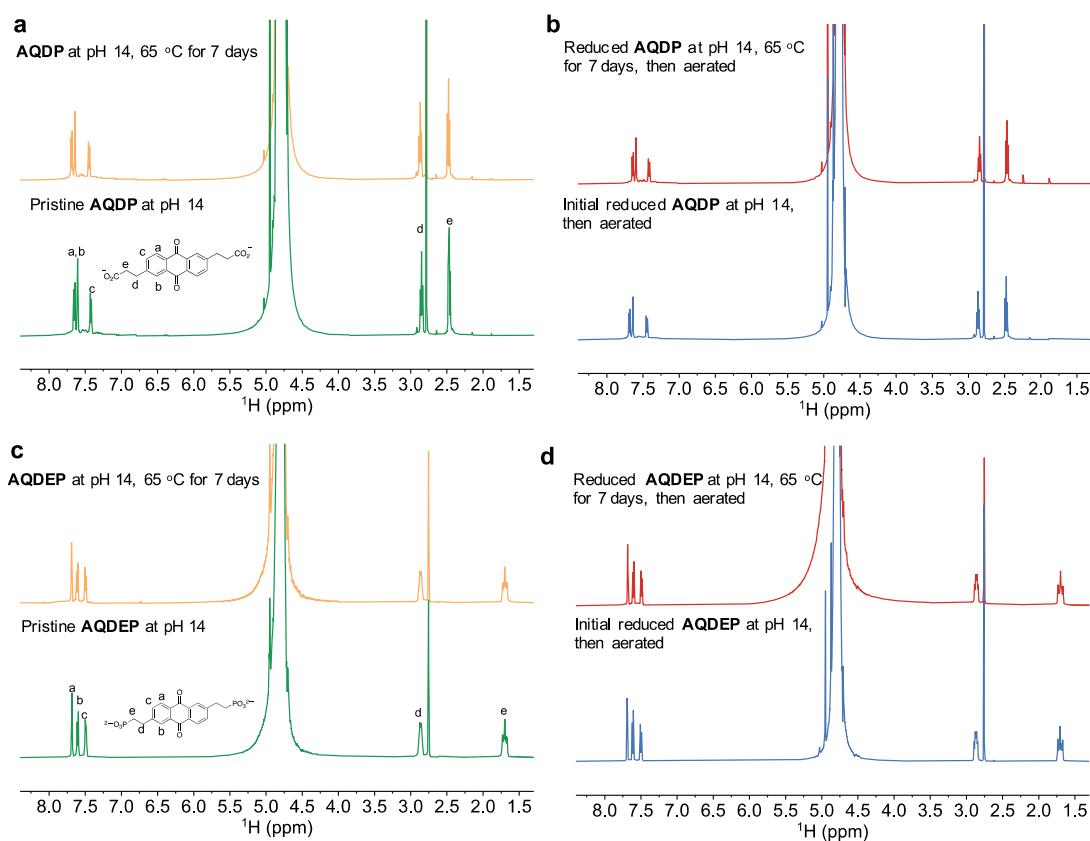 a
AQDP at pH 14, 65 °C for 7 days
Pristine AQDP at pH 14
a,b
c
d
e
c a O
e
⁻O₂C
d
b
O
CO₂⁻
8.0 7.5 7.0 6.5 6.0 5.5 5.0 4.5 4.0 3.5 3.0 2.5 2.0 1.5
¹H (ppm)
b
Reduced AQDP at pH 14, 65 °C
for 7 days, then aerated
Initial reduced AQDP at pH 14,
then aerated
8.0 7.5 7.0 6.5 6.0 5.5 5.0 4.5 4.0 3.5 3.0 2.5 2.0 1.5
¹H (ppm)
c
AQDEP at pH 14, 65 °C for 7 days
Pristine AQDEP at pH 14
a
b
c
d
e
c a O
e
²⁻O₃P
d
b
O
PO₃²⁻
8.0 7.5 7.0 6.5 6.0 5.5 5.0 4.5 4.0 3.5 3.0 2.5 2.0 1.5
¹H (ppm)
d
Reduced AQDEP at pH 14, 65 °C
for 7 days, then aerated
Initial reduced AQDEP at pH 14,
then aerated
8.0 7.5 7.0 6.5 6.0 5.5 5.0 4.5 4.0 3.5 3.0 2.5 2.0 1.5
¹H (ppm)